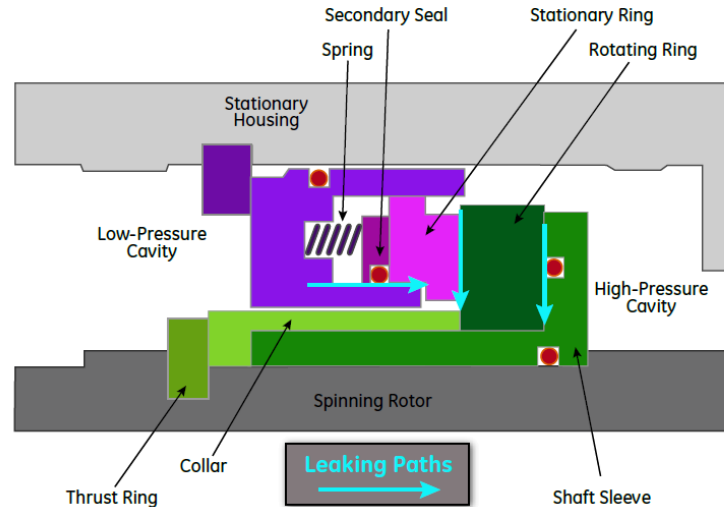 Secondary Seal
Stationary Ring
Spring
Rotating Ring
Stationary
Housing
Low-Pressure
Cavity
High-Pressure
Cavity
Spinning Rotor
Collar
Leaking Paths
Thrust Ring
Shaft Sleeve